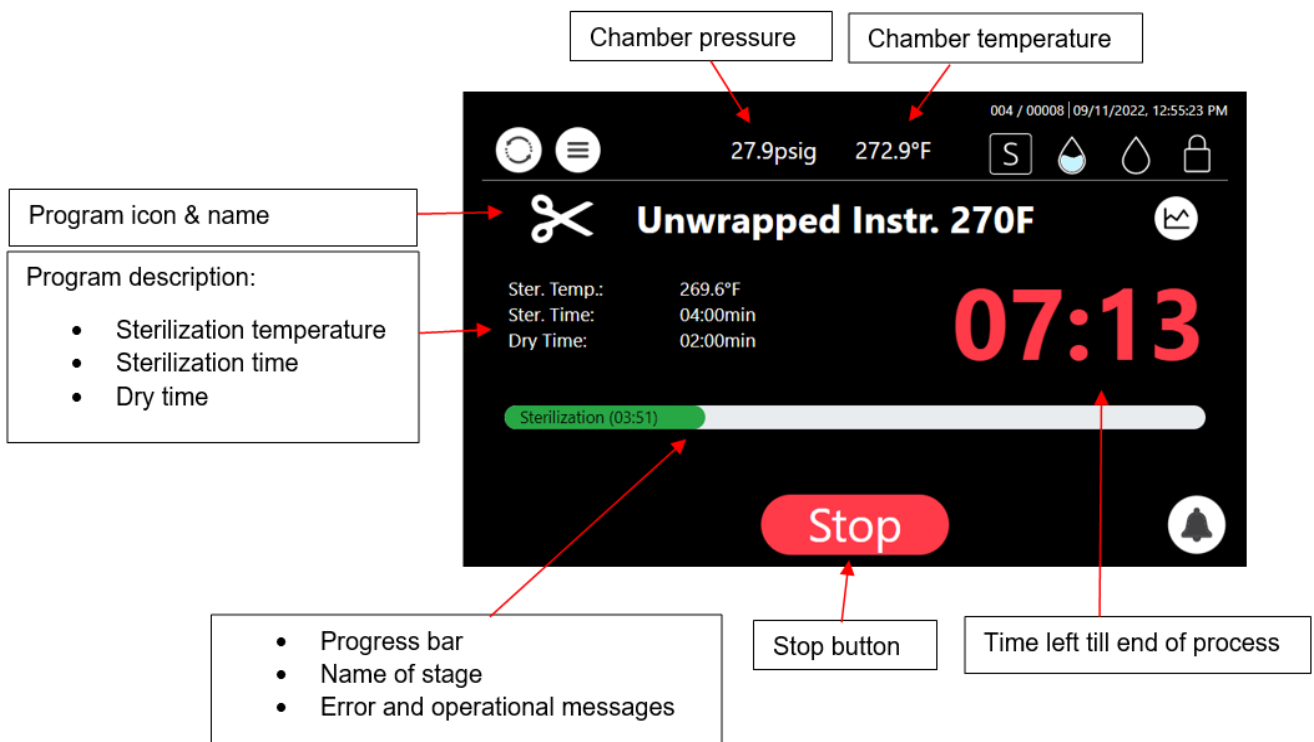 Chamber pressure
Chamber temperature
004 / 00008 | 09/11/2022, 12:55:23 PM
27.9psig 272.9°F S
Program icon & name
Unwrapped Instr. 270F
Program description:
• Sterilization temperature
• Sterilization time
• Dry time
Ster. Temp.: 269.6°F
Ster. Time: 04:00min
Dry Time: 02:00min
07:13
Sterilization (03:51)
Stop
• Progress bar
• Name of stage
• Error and operational messages
Stop button
Time left till end of process